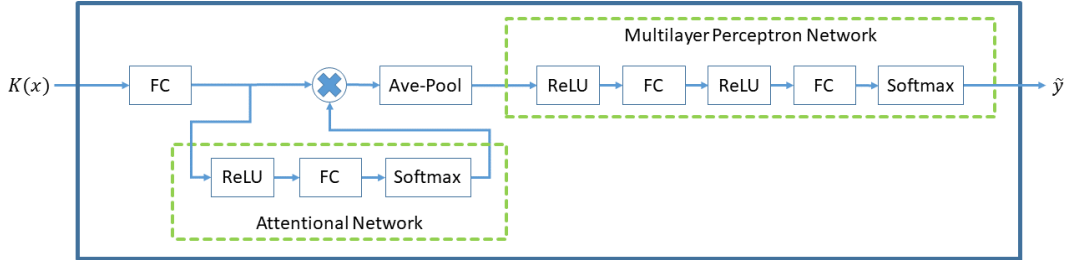 Multilayer Perceptron Network
K(x)
FC
Ave-Pool
ReLU
FC
ReLU
FC
Softmax
ỹ
ReLU
FC
Softmax
Attentional Network